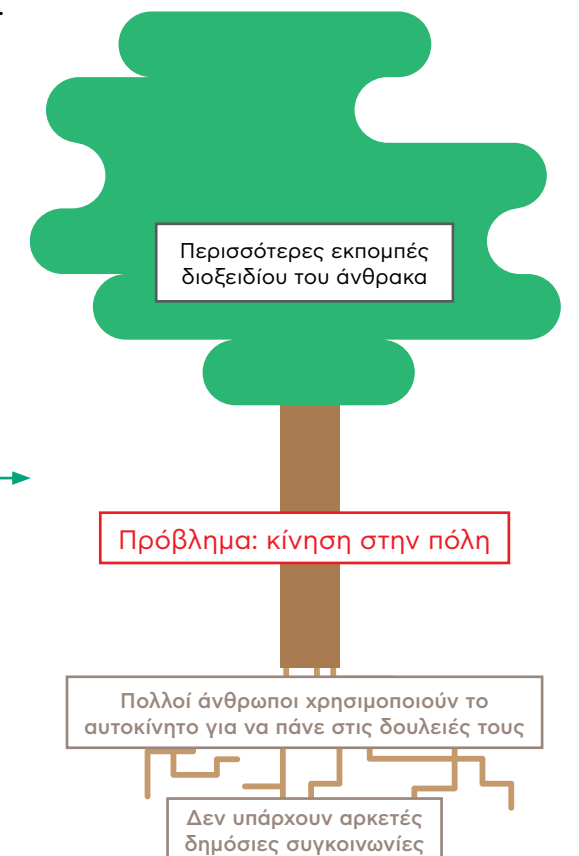 Περισσότερες εκπομπές
διοξειδίου του άνθρακα
Πρόβλημα: κίνηση στην πόλη
Πολλοί άνθρωποι χρησιμοποιούν το
αυτοκίνητο για να πάνε στις δουλειές τους
Δεν υπάρχουν αρκετές
δημόσιες συγκοινωνίες